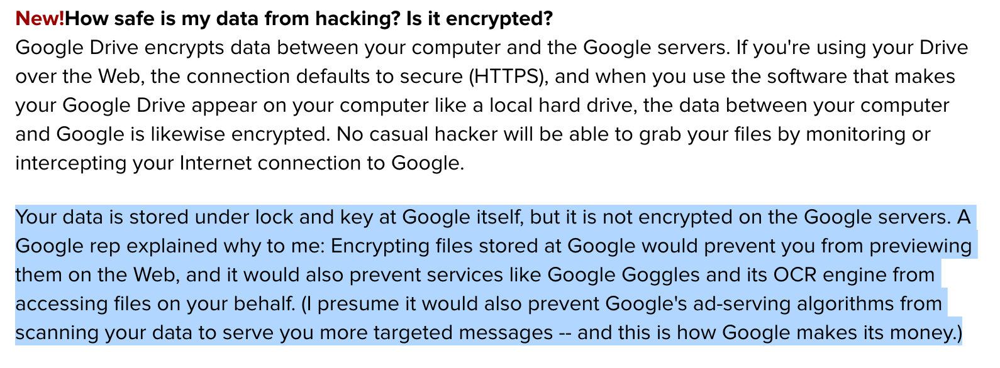 New!How safe is my data from hacking? Is it encrypted?
Google Drive encrypts data between your computer and the Google servers. If you're using your Drive
over the Web, the connection defaults to secure (HTTPS), and when you use the software that makes
your Google Drive appear on your computer like a local hard drive, the data between your computer
and Google is likewise encrypted. No casual hacker will be able to grab your files by monitoring or
intercepting your Internet connection to Google.
Your data is stored under lock and key at Google itself, but it is not encrypted on the Google servers. A
Google rep explained why to me: Encrypting files stored at Google would prevent you from previewing
them on the Web, and it would also prevent services like Google Goggles and its OCR engine from
accessing files on your behalf. (I presume it would also prevent Google's ad-serving algorithms from
scanning your data to serve you more targeted messages -- and this is how Google makes its money.)